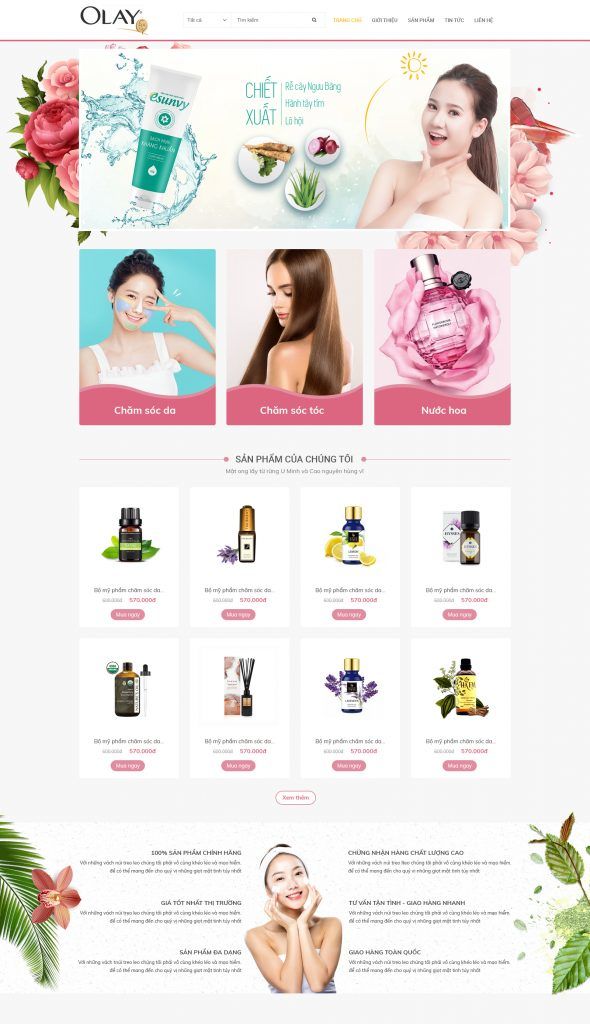 OLAY
Tất cả
Tìm kiếm
TRANG CHỦ
GIỚI THIỆU
SẢN PHẨM
TIN TỨC
LIÊN HỆ
esunvy
SẠCH MỤN
KHÁNG KHUẨN
CHIẾT XUẤT
Rễ cây Ngưu Bàng
Hành tây tím
Lô hội
Chăm sóc da
Chăm sóc tóc
Nước hoa
SẢN PHẨM CỦA CHÚNG TÔI
Mật ong lấy từ rừng U Minh và Cao nguyên hùng vĩ
Bộ mỹ phẩm chăm sóc da...
600.000đ 570.000đ
Mua ngay
Bộ mỹ phẩm chăm sóc da...
650.000đ 570.000đ
Mua ngay
LEMON
Bộ mỹ phẩm chăm sóc da...
600.000đ 570.000đ
Mua ngay
Bộ mỹ phẩm chăm sóc da...
650.000đ 570.000đ
Mua ngay
Bộ mỹ phẩm chăm sóc da...
600.000đ 570.000đ
Mua ngay
Bộ mỹ phẩm chăm sóc da...
600.000đ 570.000đ
Mua ngay
Bộ mỹ phẩm chăm sóc da...
600.000đ 570.000đ
Mua ngay
Bộ mỹ phẩm chăm sóc da...
600.000đ 570.000đ
Mua ngay
Xem thêm
100% SẢN PHẨM CHÍNH HÃNG
Với những vách núi treo leo chúng tôi phải vô cùng khéo léo và mạo hiểm.
để có thể mang đến cho quý vị những giọt mật tinh túy nhất
GIÁ TỐT NHẤT THỊ TRƯỜNG
Với những vách núi treo leo chúng tôi phải vô cùng khéo léo và mạo hiểm.
để có thể mang đến cho quý vị những giọt mật tinh túy nhất
SẢN PHẨM ĐA DẠNG
Với những vách núi treo leo chúng tôi phải vô cùng khéo léo và mạo hiểm.
để có thể mang đến cho quý vị những giọt mật tinh túy nhất
CHỨNG NHẬN HÀNG CHẤT LƯỢNG CAO
Với những vách núi treo leo chúng tôi phải vô cùng khéo léo và mạo hiểm.
để có thể mang đến cho quý vị những giọt mật tinh túy nhất
TƯ VẤN TẬN TÌNH - GIAO HÀNG NHANH
Với những vách núi treo leo chúng tôi phải vô cùng khéo léo và mạo hiểm.
để có thể mang đến cho quý vị những giọt mật tinh túy nhất
GIAO HÀNG TOÀN QUỐC
Với những vách núi treo leo chúng tôi phải vô cùng khéo léo và mạo hiểm.
để có thể mang đến cho quý vị những giọt mật tinh túy nhất